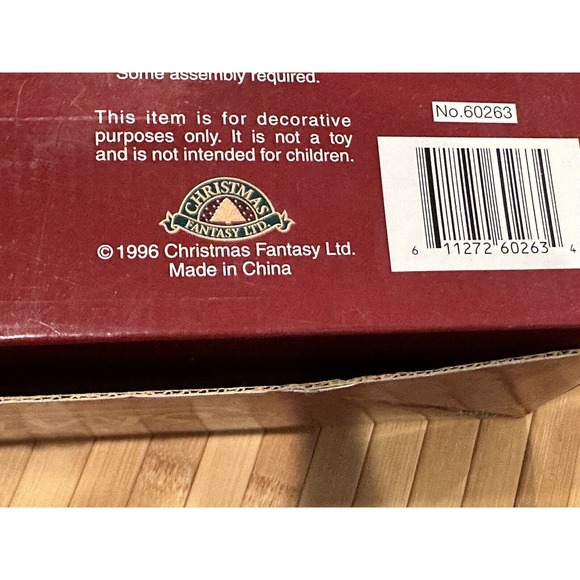 Some assembly required.
This item is for decorative
purposes only. It is not a toy
and is not intended for children.
CHRISTMAS
FANTASY LTD.
© 1996 Christmas Fantasy Ltd.
Made in China
No.60263
6 11272 60263 4